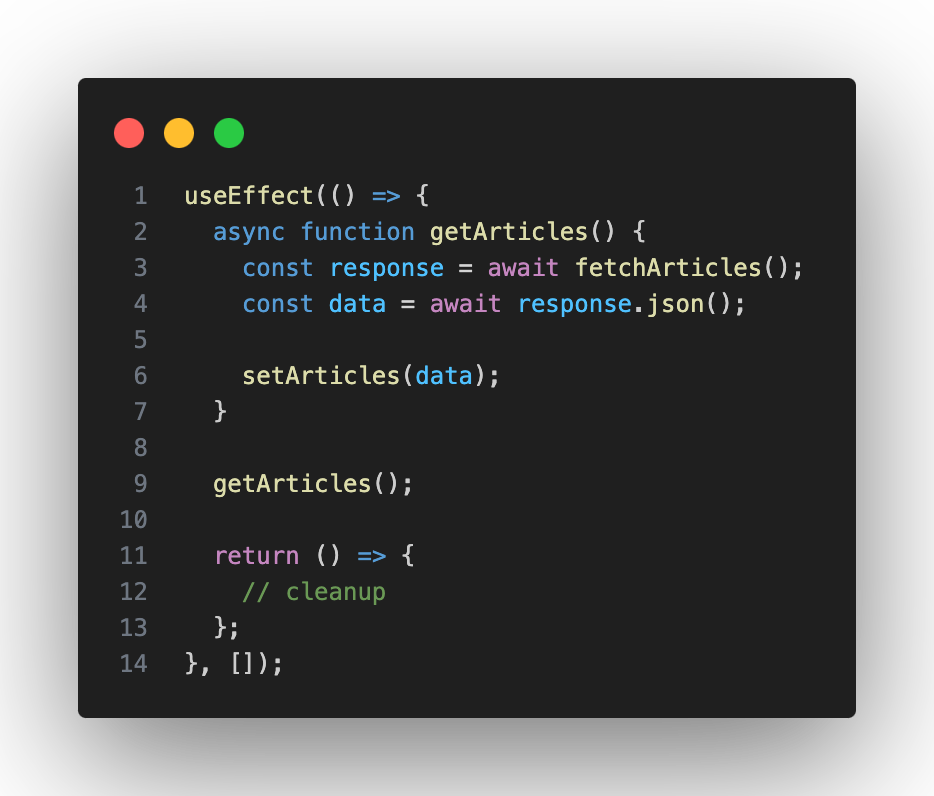 1 useEffect(() => {
2   async function getArticles() {
3     const response = await fetchArticles();
4     const data = await response.json();
5
6     setArticles(data);
7   }
8
9   getArticles();
10
11   return () => {
12     // cleanup
13   };
14 }, []);